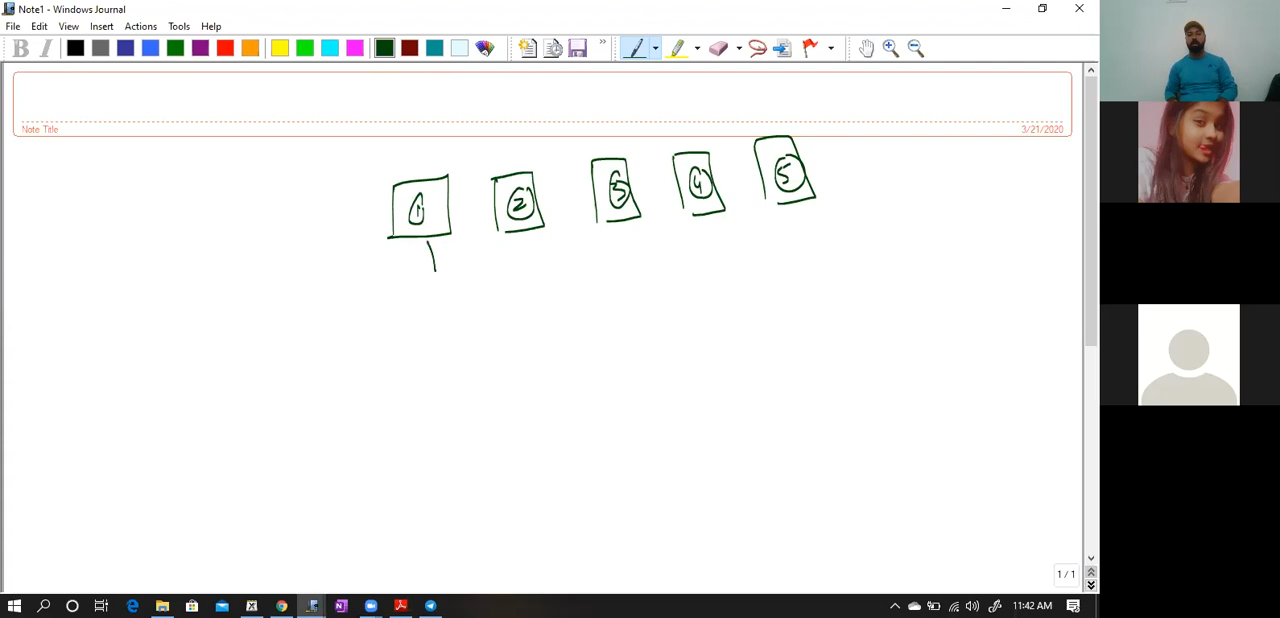 Note1 - Windows Journal
File Edit View Insert Actions Tools Help
B I
Note Title
3/21/2020
1 2 3 4 5
1 / 1
11:42 AM